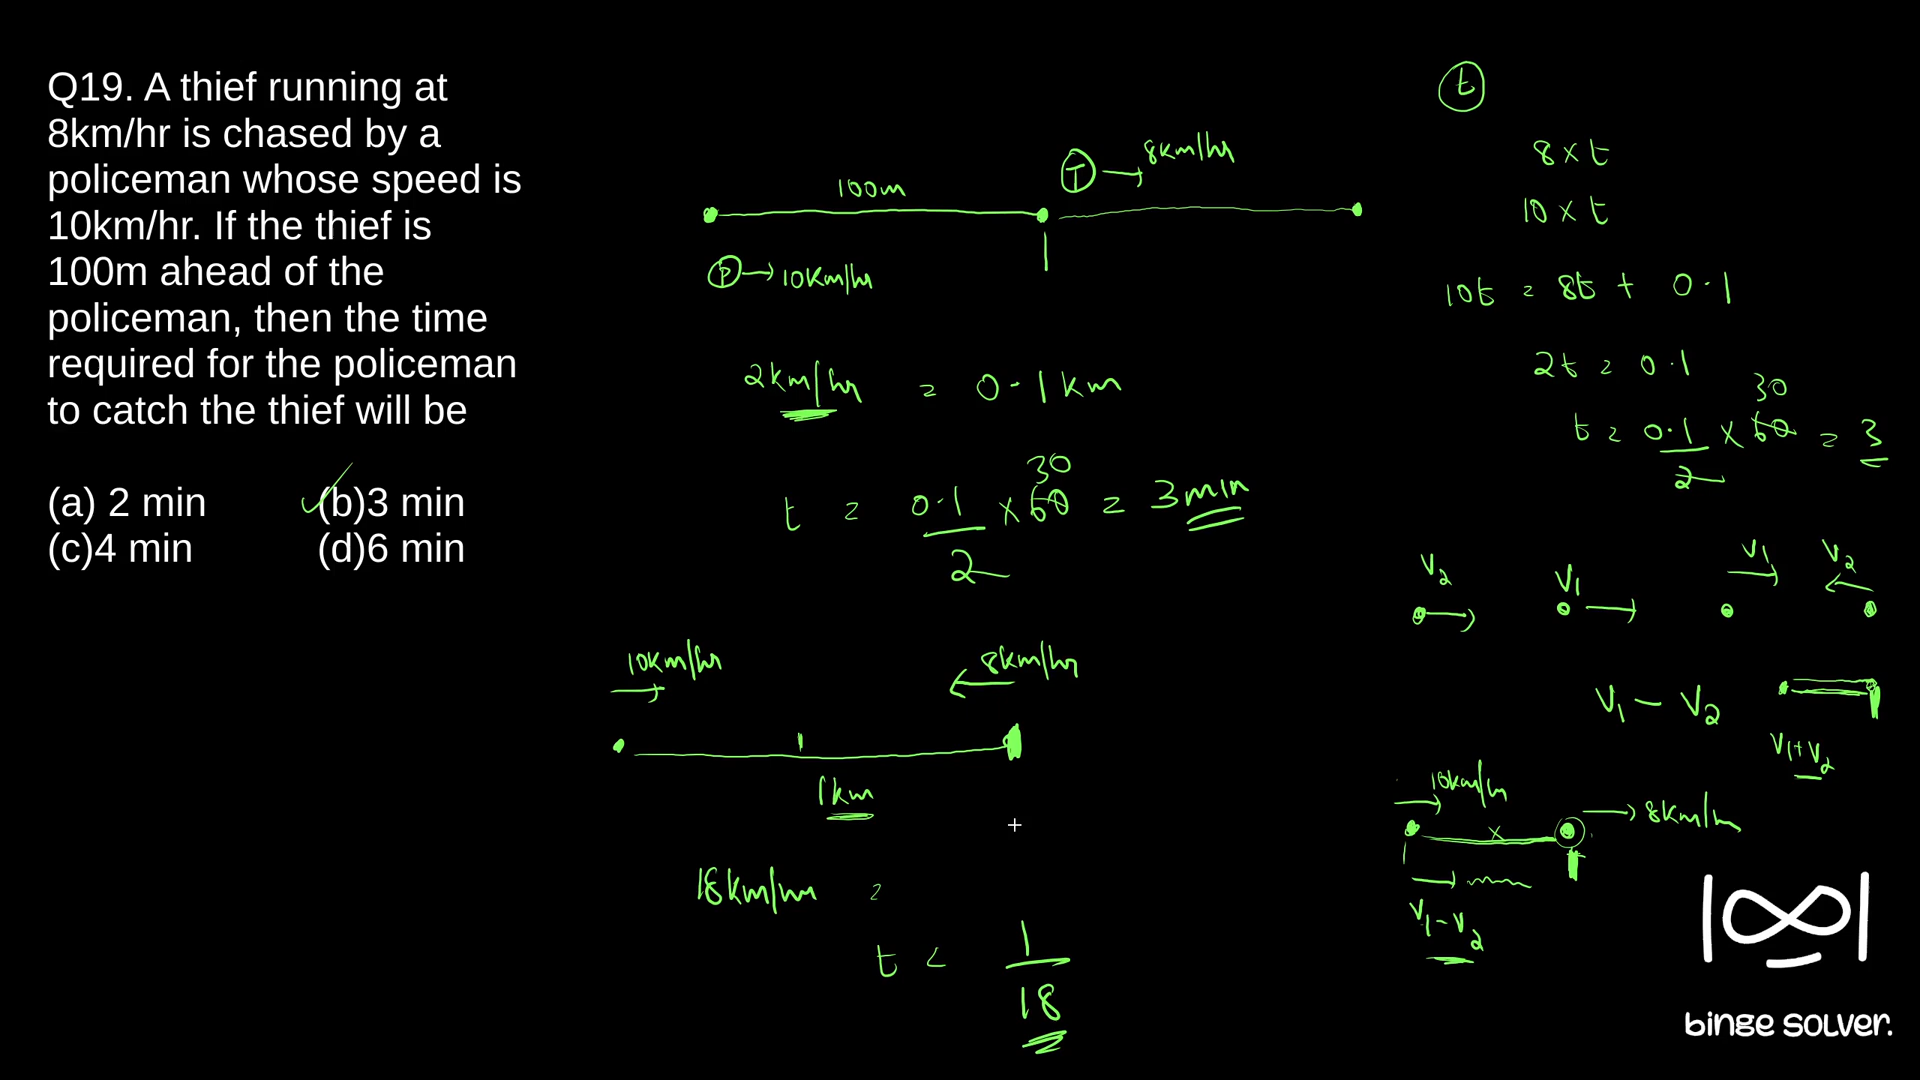 Q19. A thief running at
8km/hr is chased by a
policeman whose speed is
10km/hr. If the thief is
100m ahead of the
policeman, then the time
required for the policeman
to catch the thief will be
(a) 2 min (b)3 min
(c)4 min (d)6 min
100m
T → 8km/hr
P → 10km/hr
2km/hr = 0.1km
30
t = 0.1 × 60 = 3min
2
10km/hr
8km/hr
1km
18km/hr =
t =
1
18
t
8 × t
10 × t
10t = 8t + 0.1
2t = 0.1
30
t = 0.1 × 60 = 3
2
V2 V1 V1 V2
V1 - V2
V1+V2
10km/hr
8km/hr
x
V1-V2
binge solver.